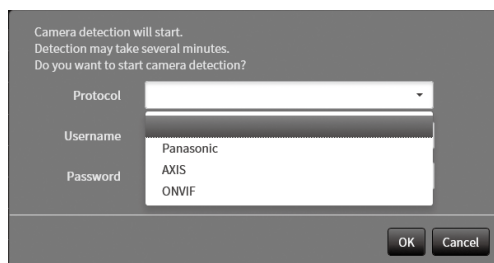 Camera detection will start.
Detection may take several minutes.
Do you want to start camera detection?
Protocol
Username
Panasonic
AXIS
Password
ONVIF
OK Cancel